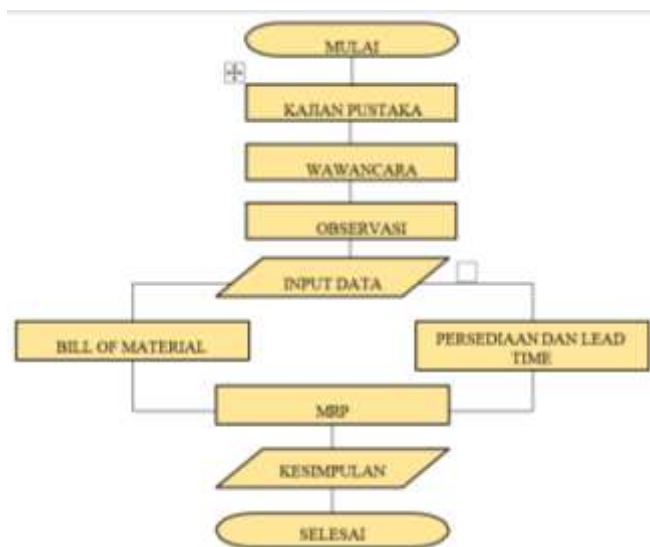 MULAI
KAJIAN PUSTAKA
WAWANCARA
OBSERVASI
INPUT DATA
BILL OF MATERIAL
PERSEDIAAN DAN LEAD
TIME
MRP
KESIMPULAN
SELESAI